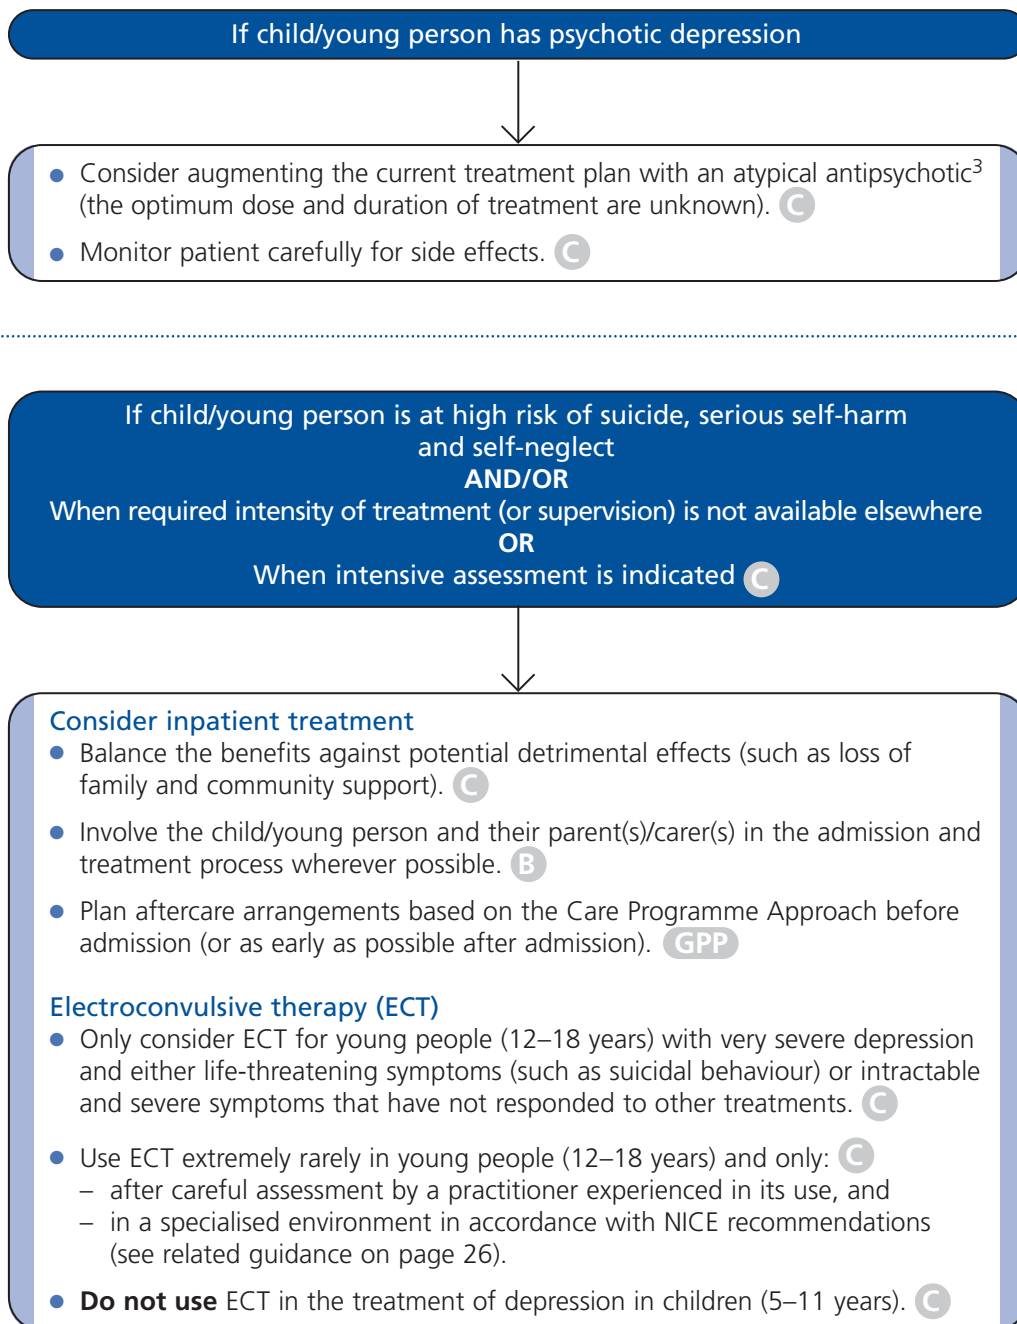 If child/young person has psychotic depression
● Consider augmenting the current treatment plan with an atypical antipsychotic3
(the optimum dose and duration of treatment are unknown). C
● Monitor patient carefully for side effects. C
If child/young person is at high risk of suicide, serious self-harm
and self-neglect
AND/OR
When required intensity of treatment (or supervision) is not available elsewhere
OR
When intensive assessment is indicated C
Consider inpatient treatment
● Balance the benefits against potential detrimental effects (such as loss of
family and community support). C
● Involve the child/young person and their parent(s)/carer(s) in the admission and
treatment process wherever possible. B
● Plan aftercare arrangements based on the Care Programme Approach before
admission (or as early as possible after admission). GPP
Electroconvulsive therapy (ECT)
● Only consider ECT for young people (12–18 years) with very severe depression
and either life-threatening symptoms (such as suicidal behaviour) or intractable
and severe symptoms that have not responded to other treatments. C
● Use ECT extremely rarely in young people (12–18 years) and only: C
– after careful assessment by a practitioner experienced in its use, and
– in a specialised environment in accordance with NICE recommendations
(see related guidance on page 26).
● Do not use ECT in the treatment of depression in children (5–11 years). C